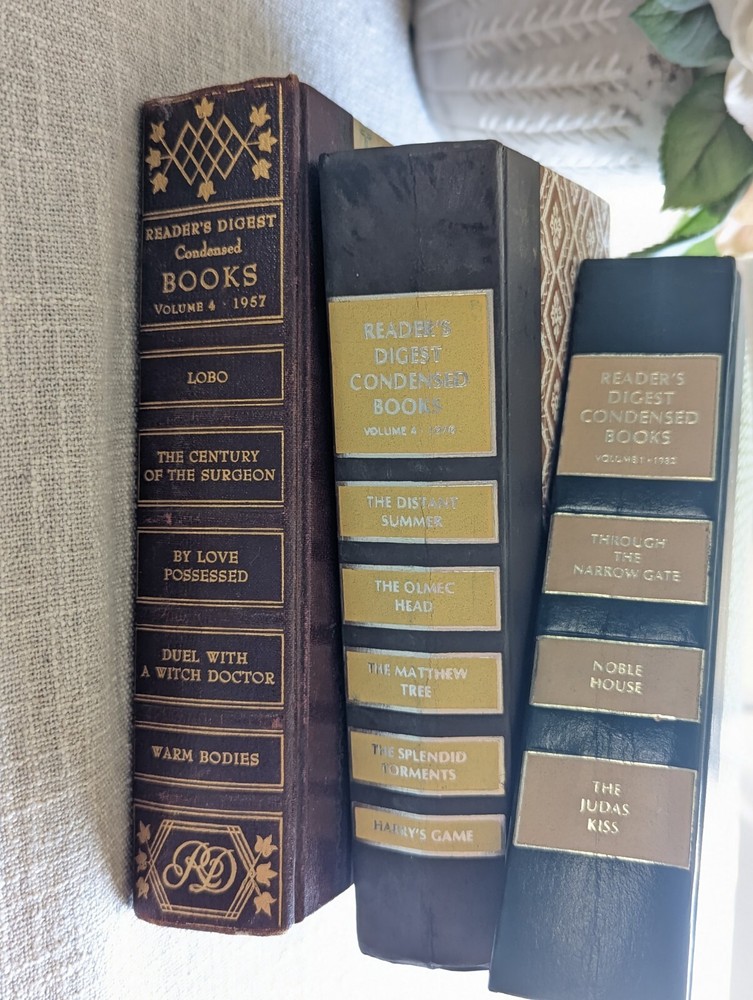 READER'S DIGEST
Condensed
BOOKS
VOLUME 4 · 1957
LOBO
THE CENTURY
OF THE SURGEON
BY LOVE
POSSESSED
DUEL WITH
A WITCH DOCTOR
WARM BODIES
RD
READER'S
DIGEST
CONDENSED
BOOKS
VOLUME 4 ·
THE DISTANT
SUMMER
THE OLMEC
HEAD
THE MATTHEW
TREE
THE SPLENDID
TORMENTS
HARRY'S GAME
READER'S
DIGEST
CONDENSED
BOOKS
VOLUME 1 · 1982
THROUGH
THE
NARROW GATE
NOBLE
HOUSE
THE
JUDAS
KISS